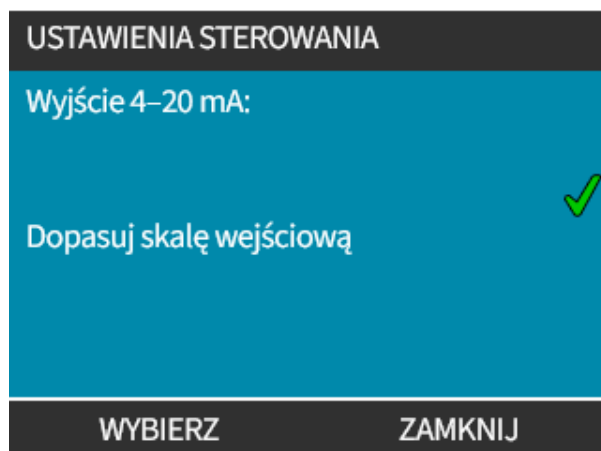 USTAWIENIA STEROWANIA
Wyjście 4–20 mA:
Dopasuj skalę wejściową
WYBIERZ
ZAMKNIJ